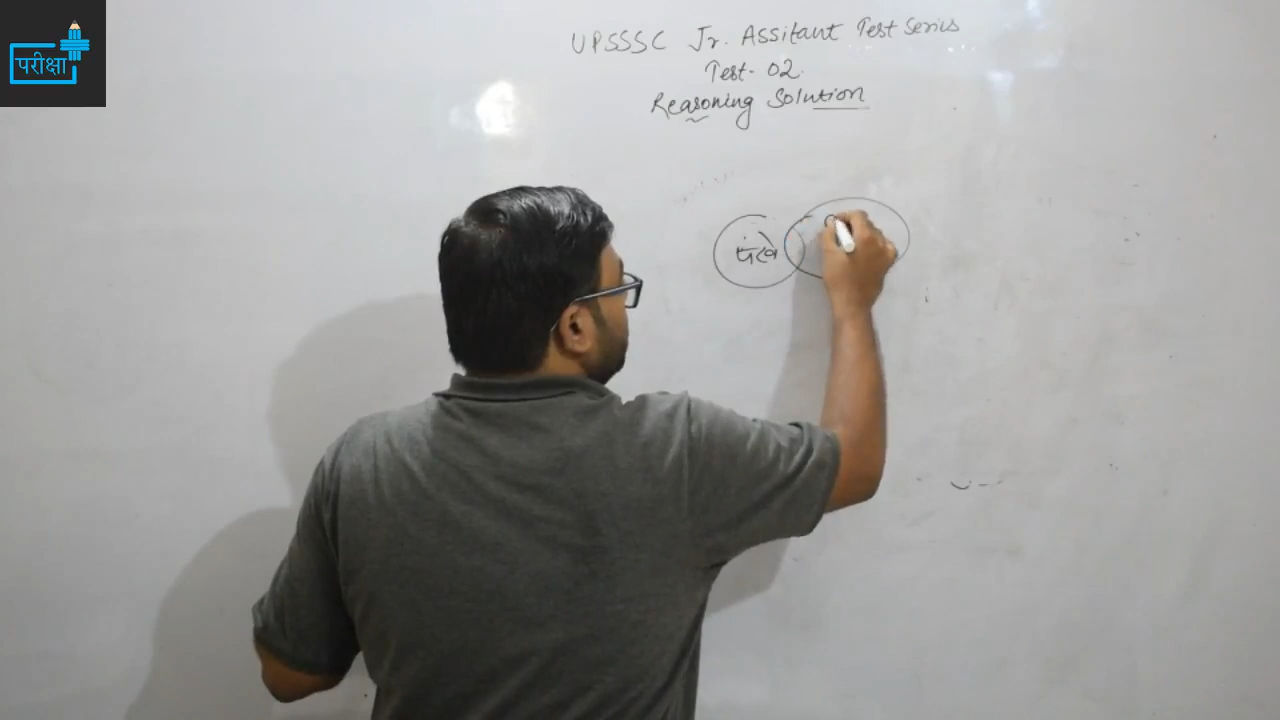 परीक्षा
UPSSSC Jr. Assitant Test Series
Test-02
Reasoning Solution
पंखे